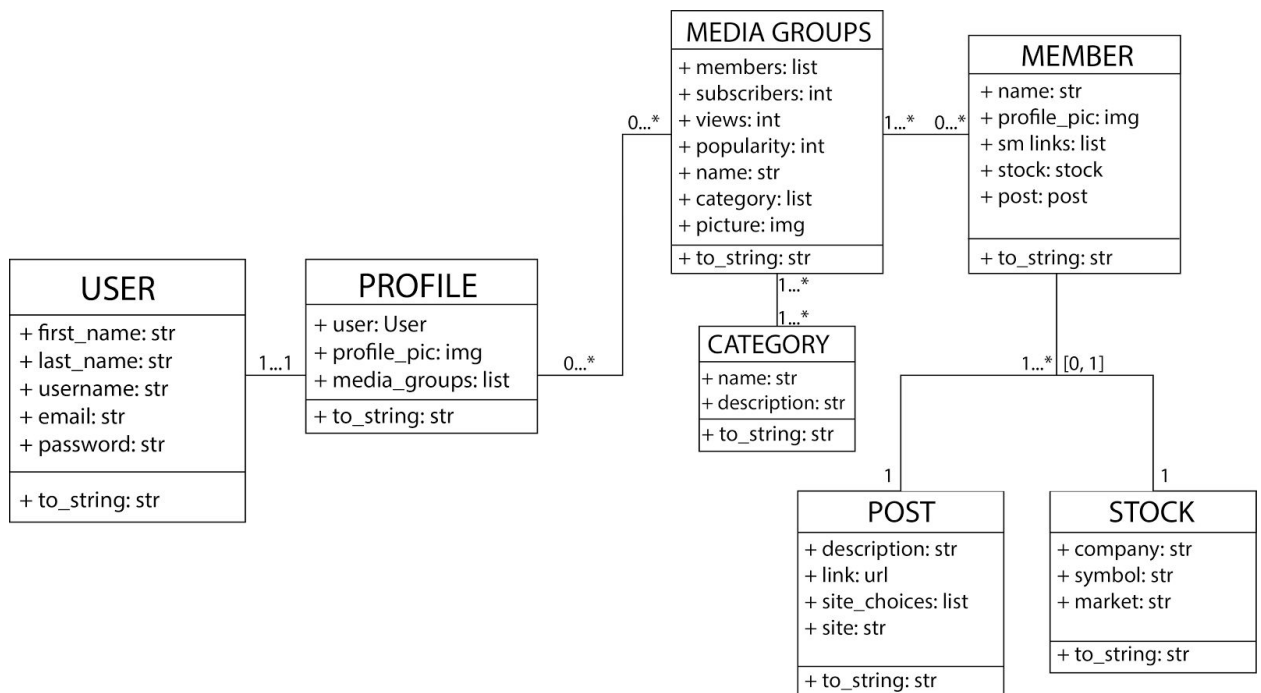 USER
+ first_name: str
+ last_name: str
+ username: str
+ email: str
+ password: str
+ to_string: str
1...1
PROFILE
+ user: User
+ profile_pic: img
+ media_groups: list
+ to_string: str
0...*
0...*
MEDIA GROUPS
+ members: list
+ subscribers: int
+ views: int
+ popularity: int
+ name: str
+ category: list
+ picture: img
+ to_string: str
1...*
0...*
MEMBER
+ name: str
+ profile_pic: img
+ sm links: list
+ stock: stock
+ post: post
+ to_string: str
1...*
1...*
CATEGORY
+ name: str
+ description: str
+ to_string: str
1...*
[0, 1]
1
1
POST
+ description: str
+ link: url
+ site_choices: list
+ site: str
+ to_string: str
STOCK
+ company: str
+ symbol: str
+ market: str
+ to_string: str